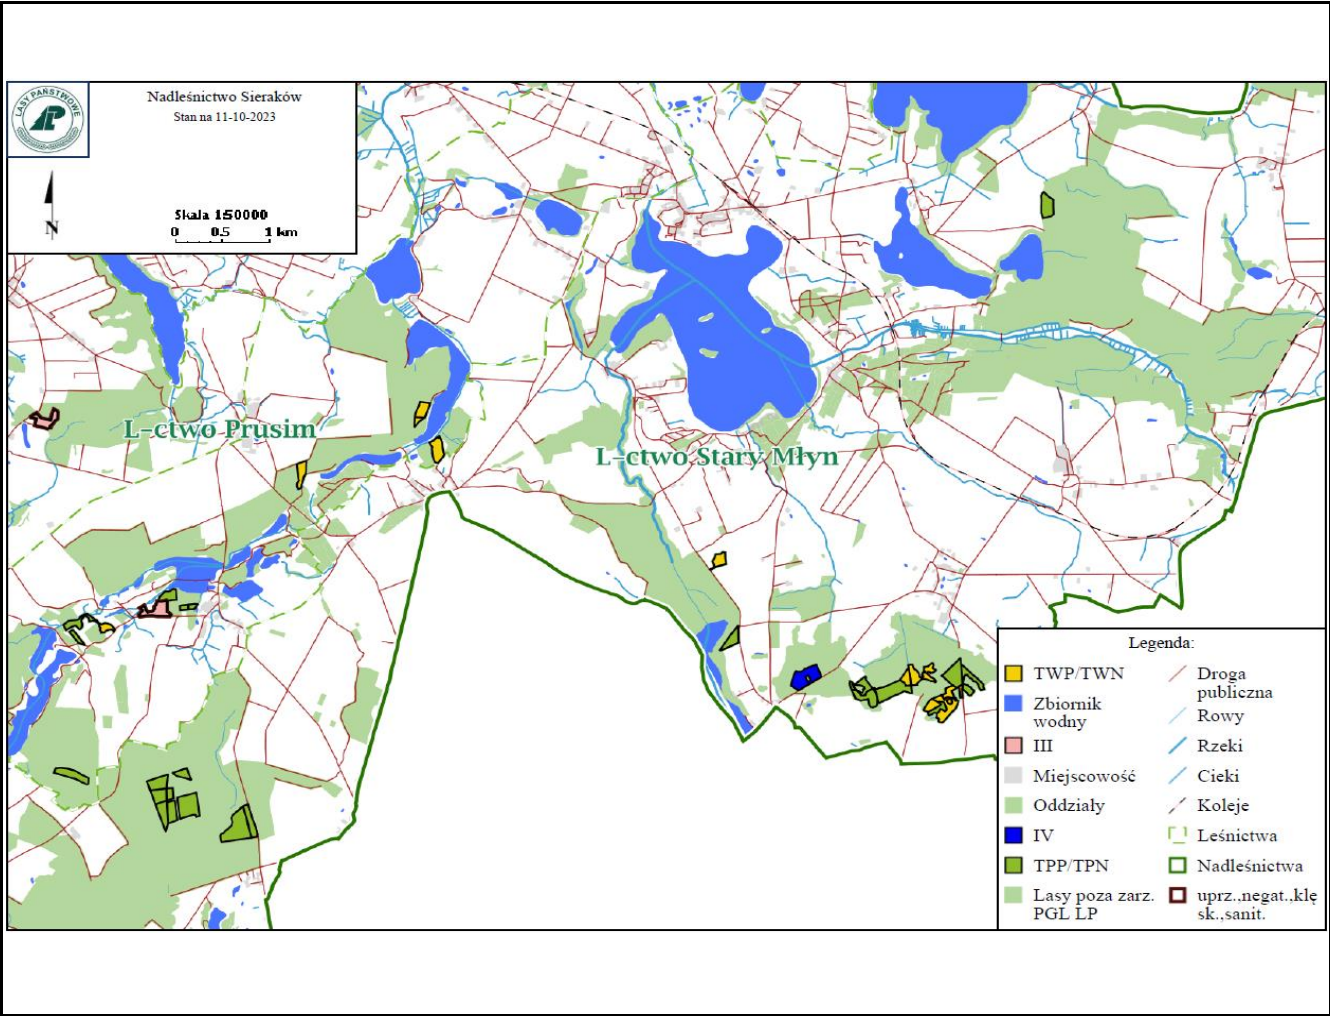 Nadleśnictwo Sieraków
Stan na 11-10-2023
LASY PAŃSTWOWE
N
Skala 1:50000
0 0.5 1 km
L-ctwo Prusim
L-ctwo Stary Młyn
Legenda:
TWP/TWN
Zbiornik
wodny
III
Miejscowość
Oddziały
IV
TPP/TPN
Lasy poza zarz.
PGL LP
Droga
publiczna
Rowy
Rzeki
Cieki
Koleje
Leśnictwa
Nadleśnictwa
uprz.,negat.,klę
sk.,sanit.